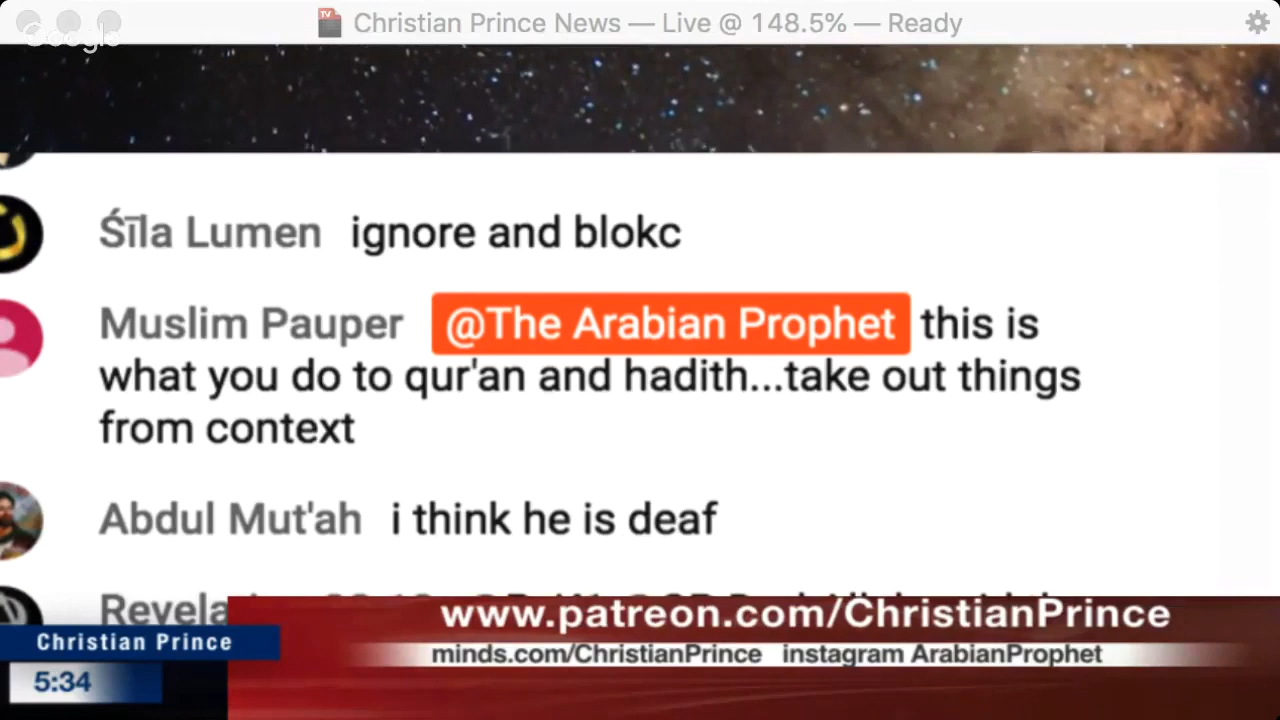 Christian Prince News — Live @ 148.5% — Ready
Google
Śīla Lumen ignore and blokc
Muslim Pauper @The Arabian Prophet this is
what you do to qur'an and hadith...take out things
from context
Abdul Mut'ah i think he is deaf
www.patreon.com/ChristianPrince
Christian Prince
minds.com/ChristianPrince instagram ArabianProphet
5:34